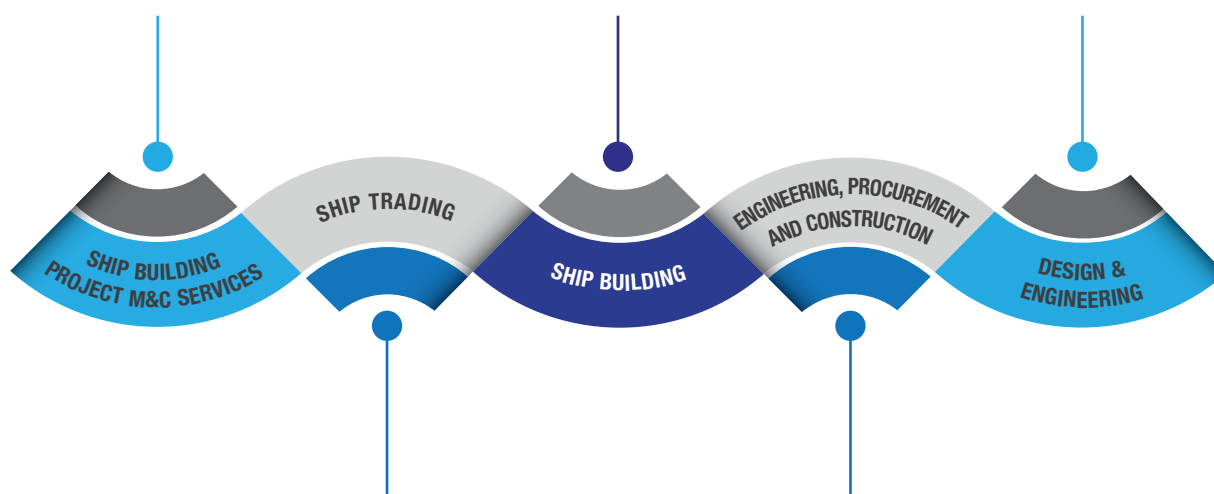 SHIP BUILDING
PROJECT M&C SERVICES
SHIP TRADING
SHIP BUILDING
ENGINEERING, PROCUREMENT
AND CONSTRUCTION
DESIGN &
ENGINEERING